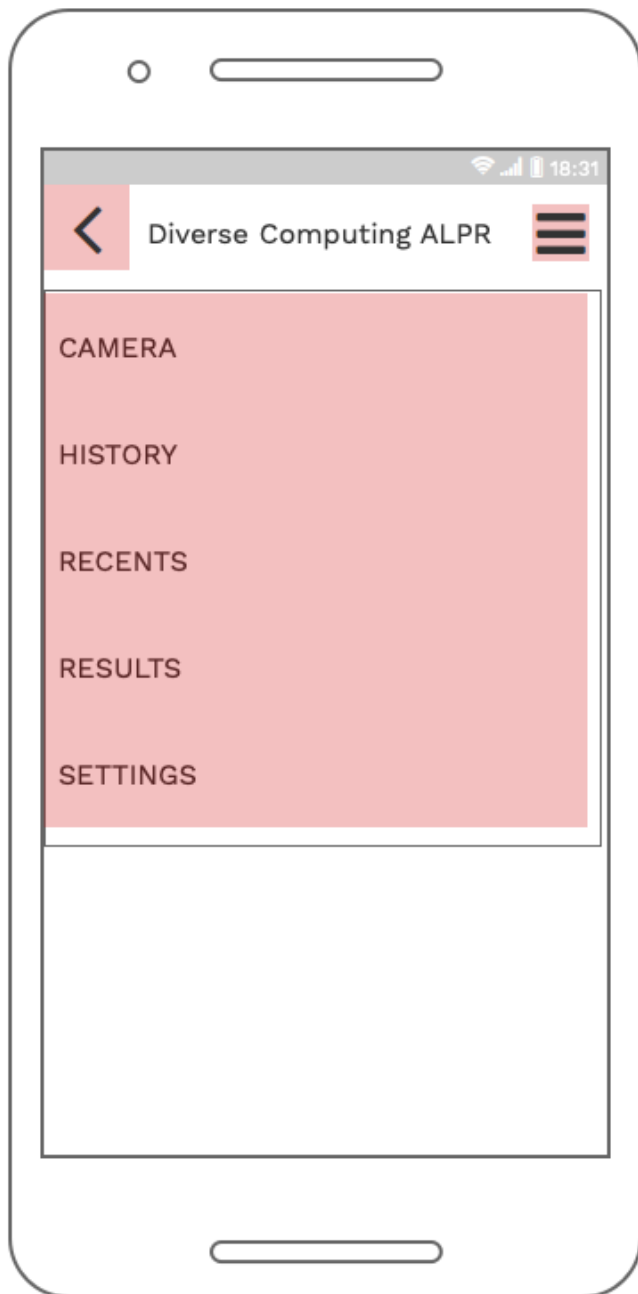 18:31
Diverse Computing ALPR
CAMERA
HISTORY
RECENTS
RESULTS
SETTINGS